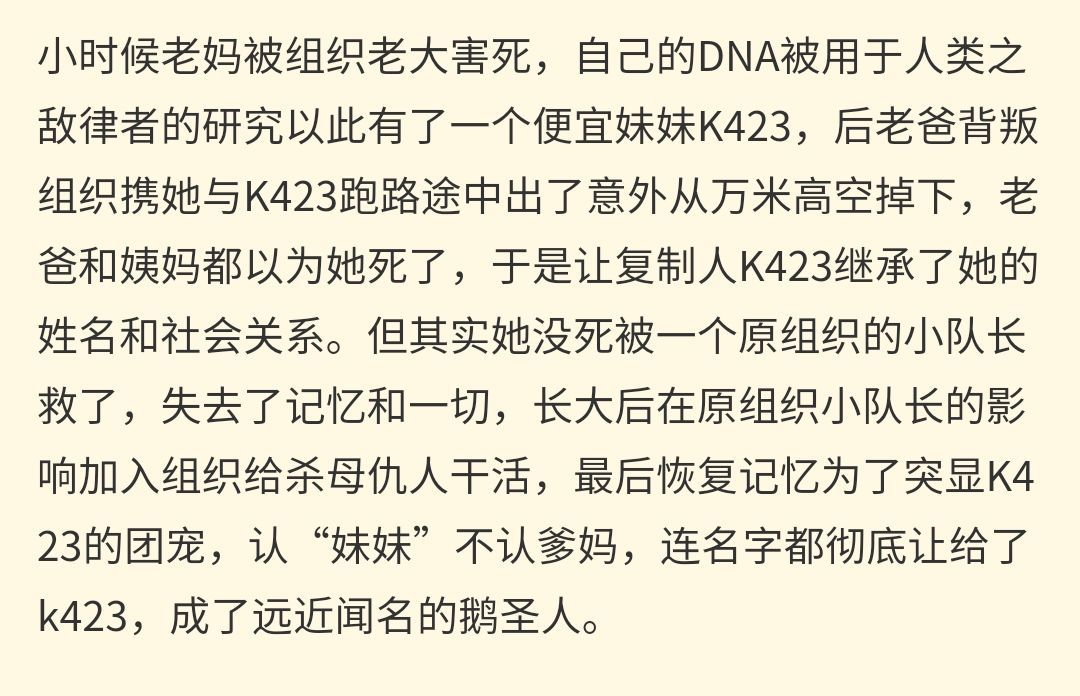 小时候老妈被组织老大害死，自己的DNA被用于人类之
敌律者的研究以此有了一个便宜妹妹K423，后老爸背叛
组织携她与K423跑路途中出了意外从万米高空掉下，老
爸和姨妈都以为她死了，于是让复制人K423继承了她的
姓名和社会关系。但其实她没死被一个原组织的小队长
救了，失去了记忆和一切，长大后在原组织小队长的影
响加入组织给杀母仇人干活，最后恢复记忆为了突显K4
23的团宠，认“妹妹”不认爹妈，连名字都彻底让给了
k423，成了远近闻名的鹅圣人。